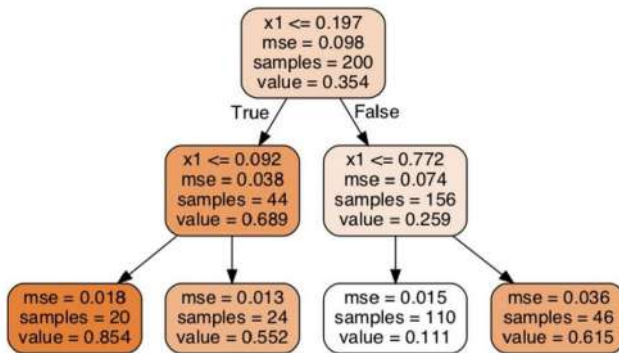 x1 <= 0.197
mse = 0.098
samples = 200
value = 0.354
True
False
x1 <= 0.092
mse = 0.038
samples = 44
value = 0.689
x1 <= 0.772
mse = 0.074
samples = 156
value = 0.259
mse = 0.018
samples = 20
value = 0.854
mse = 0.013
samples = 24
value = 0.552
mse = 0.015
samples = 110
value = 0.111
mse = 0.036
samples = 46
value = 0.615